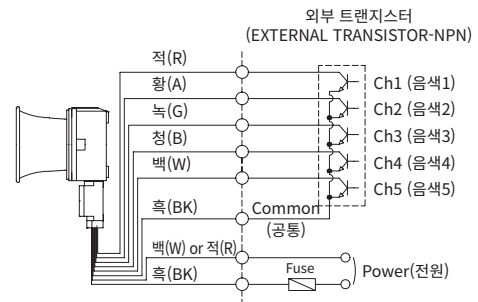 외부 트랜지스터
(EXTERNAL TRANSISTOR-NPN)
적(R)
황(A)
녹(G)
청(B)
백(W)
흑(BK)
백(W) or 적(R)
흑(BK)
Common
(공통)
Fuse
Ch1 (음색1)
Ch2 (음색2)
Ch3 (음색3)
Ch4 (음색4)
Ch5 (음색5)
Power(전원)